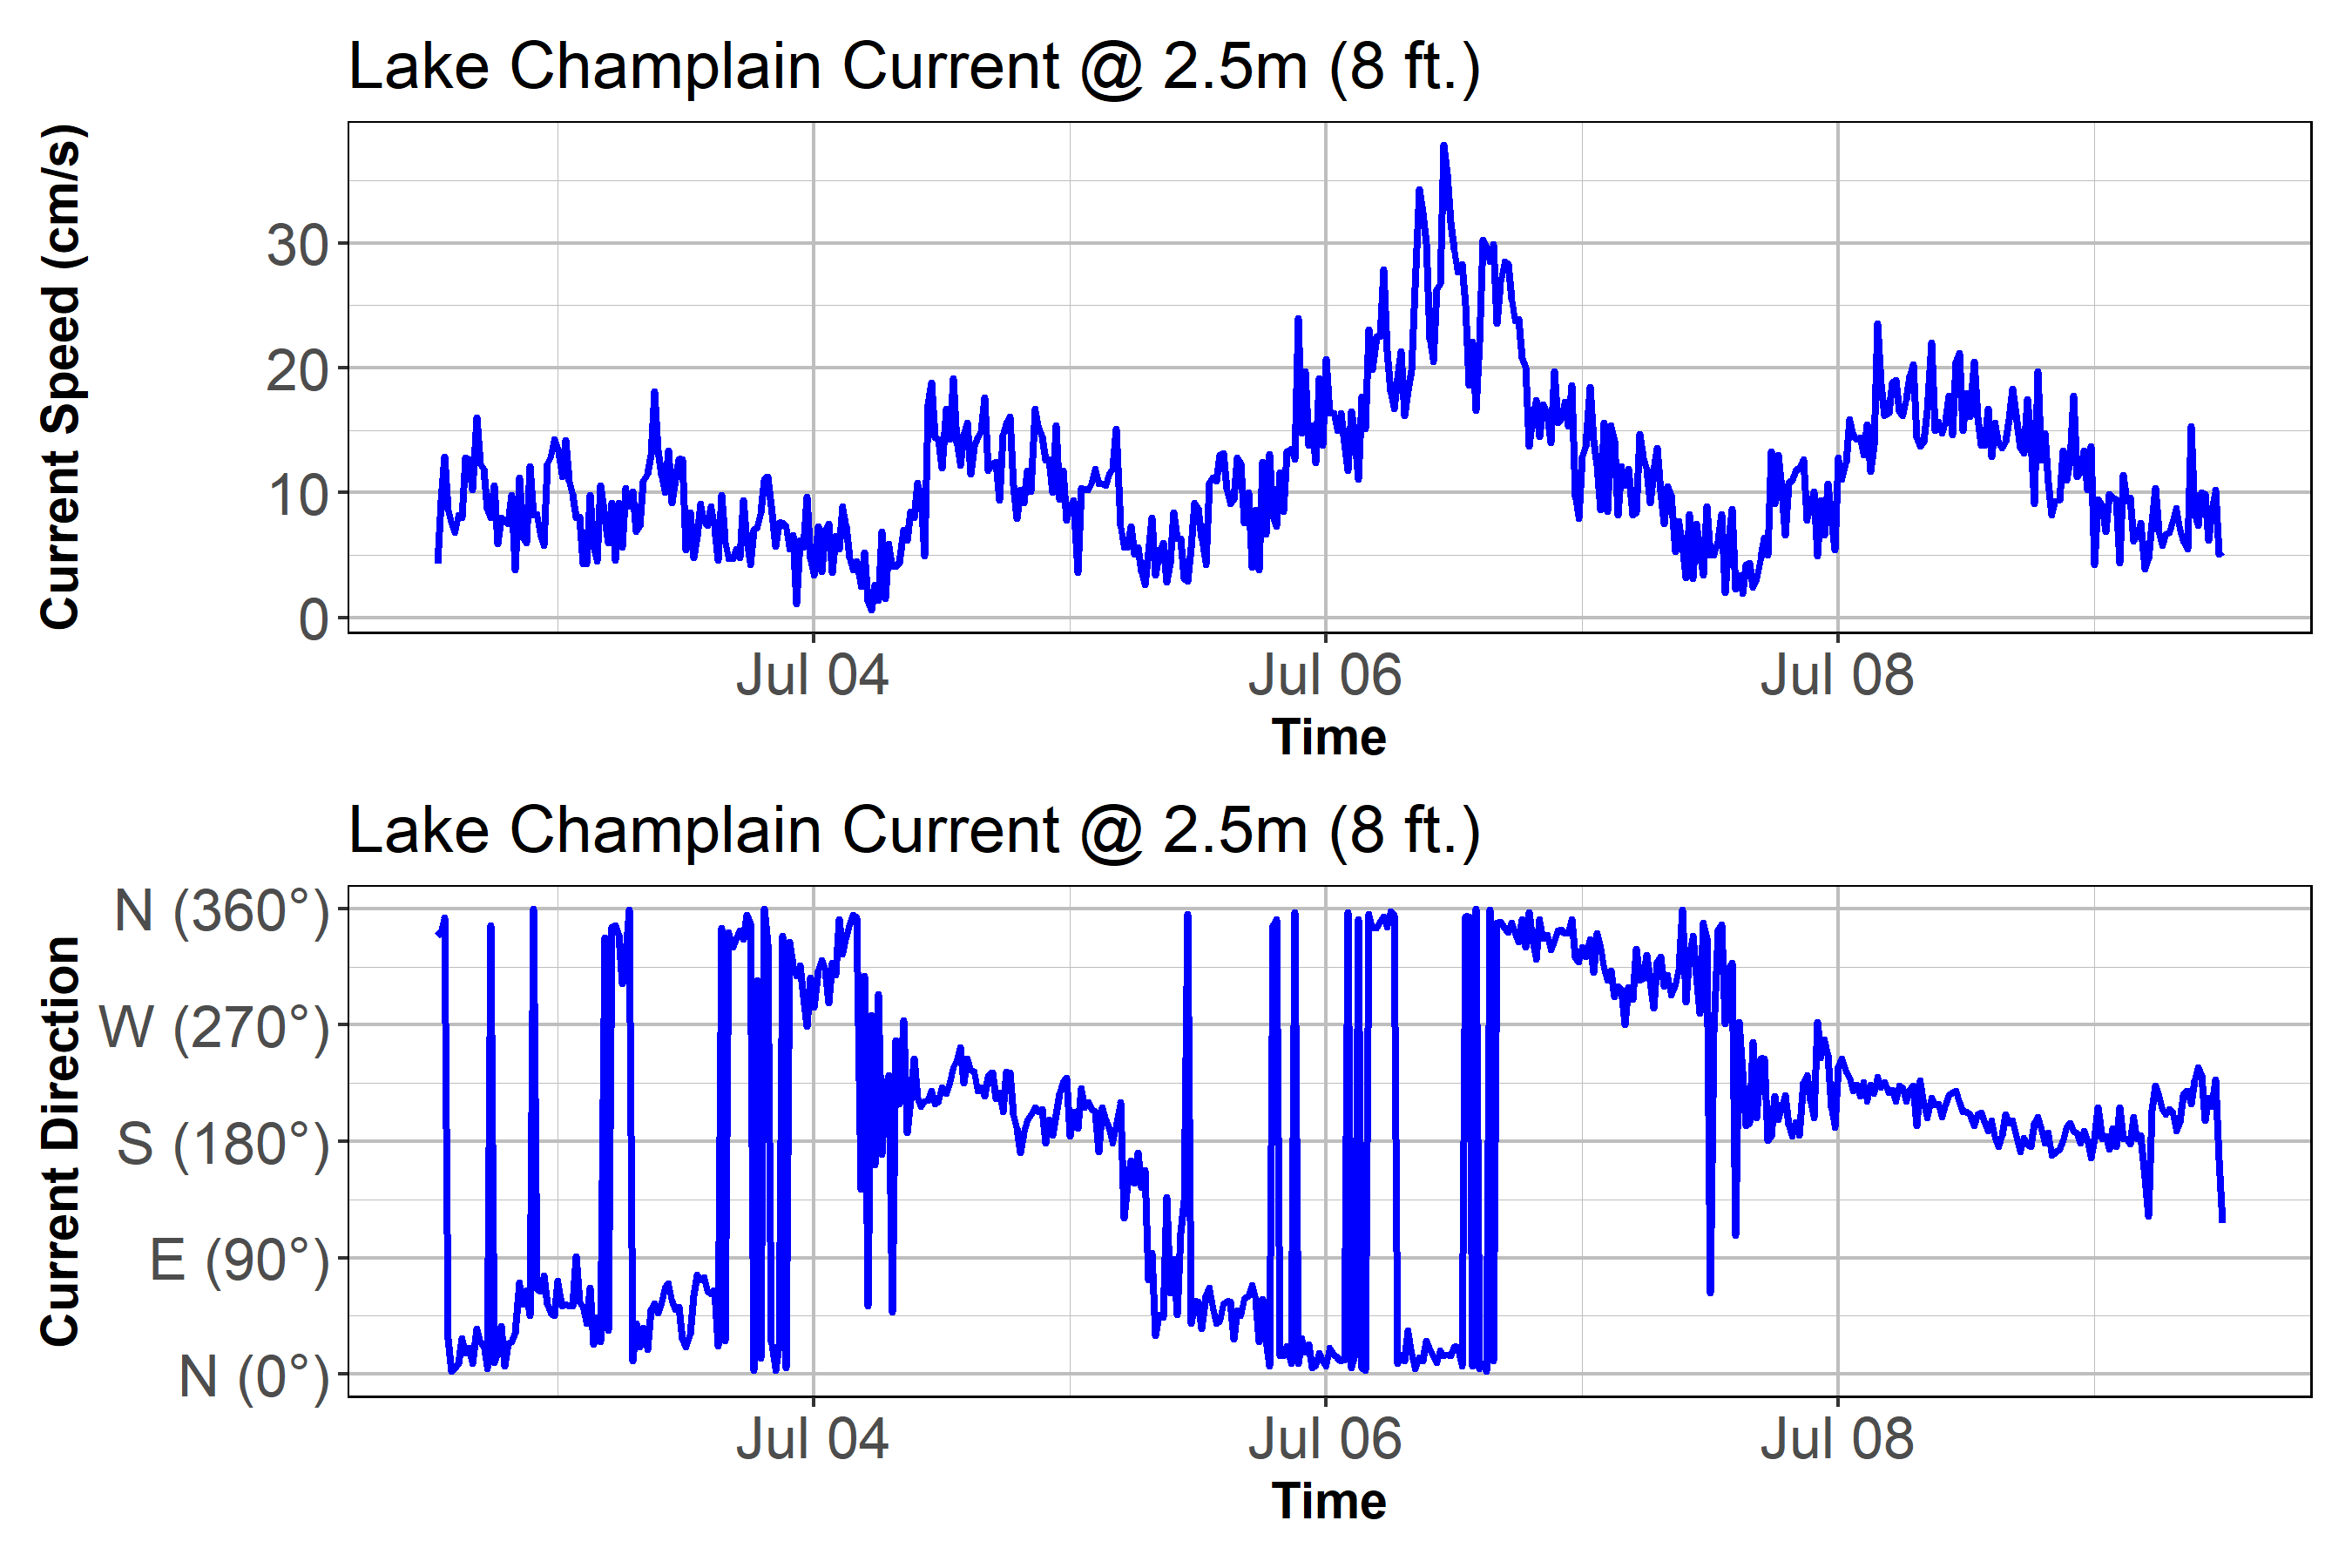 Lake Champlain Current @ 2.5m (8 ft.)
Current Speed (cm/s)
30
20
10
0
Jul 04 Jul 06 Jul 08
Time
Lake Champlain Current @ 2.5m (8 ft.)
Current Direction
N (360°)
W (270°)
S (180°)
E (90°)
N (0°)
Jul 04 Jul 06 Jul 08
Time